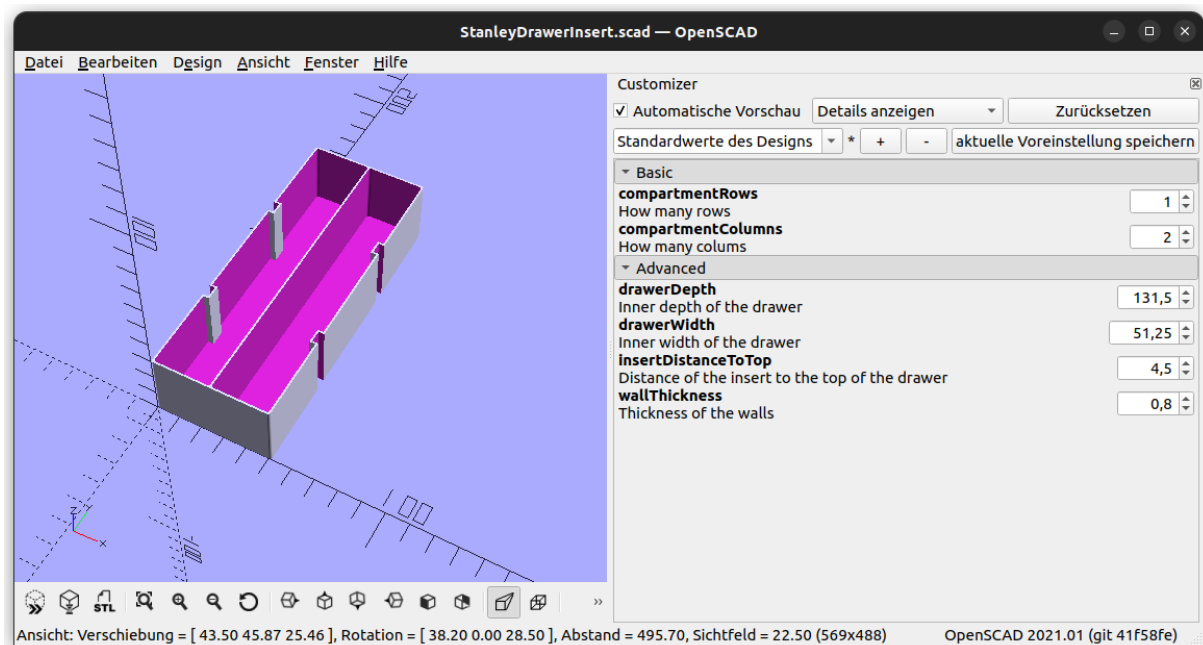 StanleyDrawerInsert.scad — OpenSCAD
Datei Bearbeiten Design Ansicht Fenster Hilfe
Customizer
Automatische Vorschau Details anzeigen Zurücksetzen
Standardwerte des Designs * + - aktuelle Voreinstellung speichern
Basic
compartmentRows
How many rows
1
compartmentColumns
How many colums
2
Advanced
drawerDepth
Inner depth of the drawer
131,5
drawerWidth
Inner width of the drawer
51,25
insertDistanceToTop
Distance of the insert to the top of the drawer
4,5
wallThickness
Thickness of the walls
0,8
100
Z
x
STL
»
Ansicht: Verschiebung = [ 43.50 45.87 25.46 ], Rotation = [ 38.20 0.00 28.50 ], Abstand = 495.70, Sichtfeld = 22.50 (569x488) OpenSCAD 2021.01 (git 41f58fe)